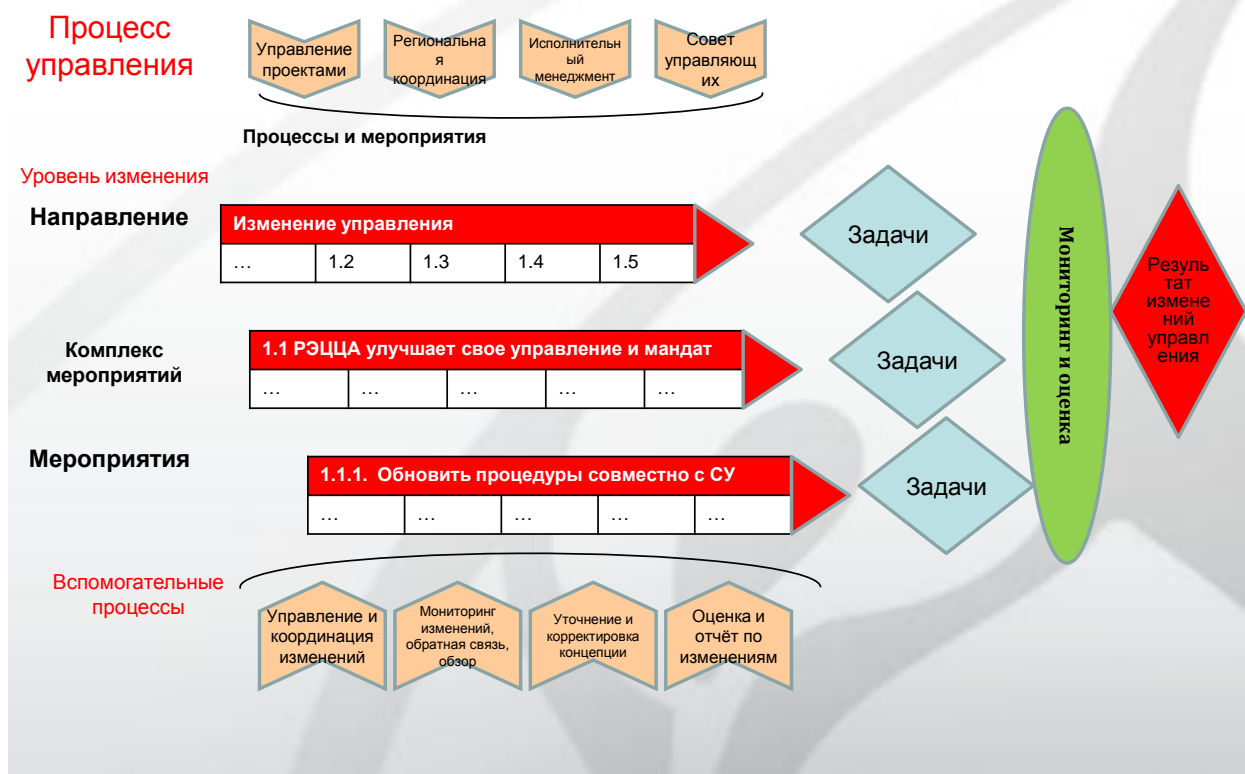 Процесс
управления
Управление
проектами
Региональна
я
координация
Исполнительн
ый
менеджмент
Совет
управляющ
их
Процессы и мероприятия
Уровень изменения
Направление
Изменение управления
… 1.2 1.3 1.4 1.5
Задачи
Комплекс
мероприятий
1.1 РЭЦЦА улучшает свое управление и мандат
… … … … …
Задачи
Мероприятия
1.1.1. Обновить процедуры совместно с СУ
… … … … …
Задачи
Мониторинг и оценка
Резуль
тат
измене
ний
управл
ения
Вспомогательные
процессы
Управление и
координация
изменений
Мониторинг
изменений,
обратная связь,
обзор
Уточнение и
корректировка
концепции
Оценка и
отчёт по
изменениям